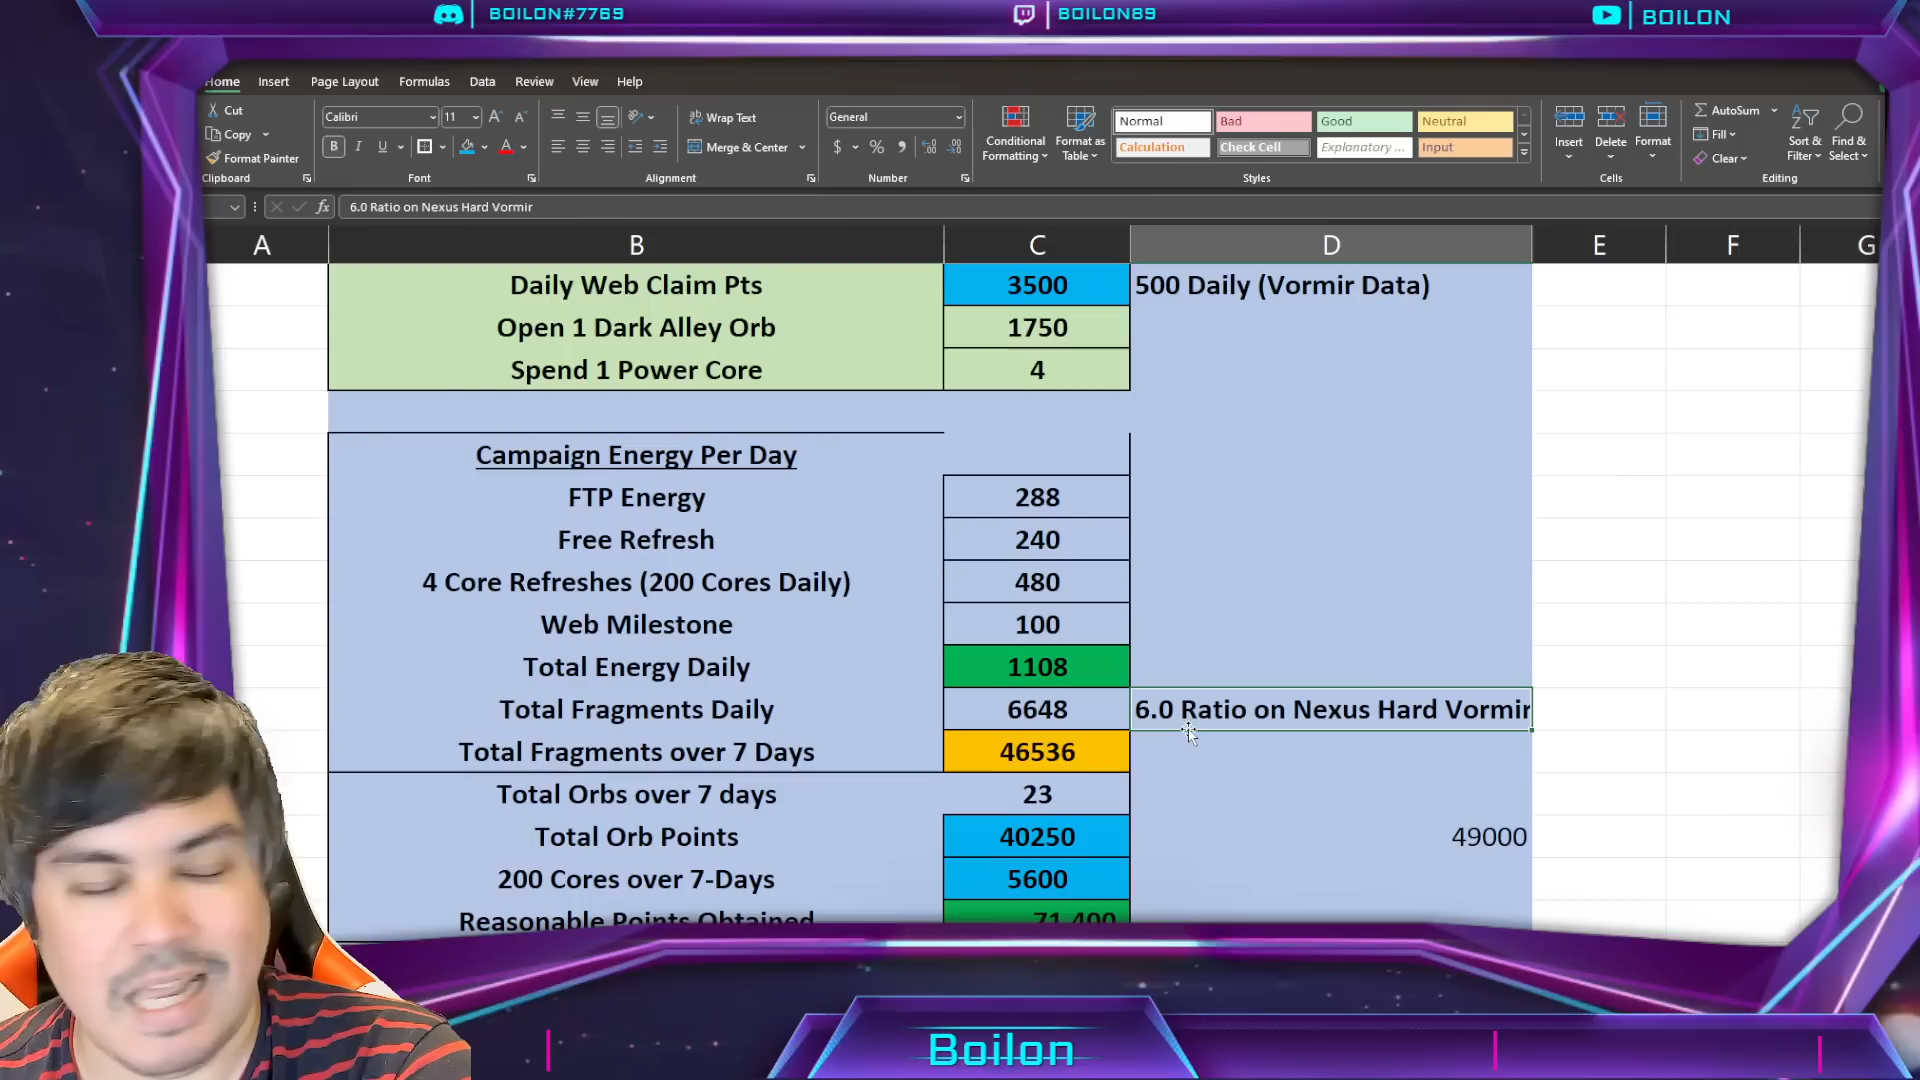 BOILON#7769
BOILON89
BOILON
Home Insert Page Layout Formulas Data Review View Help
Cut
Copy
Format Painter
Clipboard
Calibri 11
B I U
Font
Wrap Text
Merge & Center
Alignment
General
$ % 9
Number
Conditional Formatting
Format as Table
Normal Bad Good Neutral
Calculation Check Cell Explanatory ... Input
Styles
Insert Delete Format
Cells
AutoSum
Fill
Clear
Sort & Filter
Find & Select
Editing
fx 6.0 Ratio on Nexus Hard Vormir
A B C D E F G
Daily Web Claim Pts 3500 500 Daily (Vormir Data)
Open 1 Dark Alley Orb 1750
Spend 1 Power Core 4
Campaign Energy Per Day
FTP Energy 288
Free Refresh 240
4 Core Refreshes (200 Cores Daily) 480
Web Milestone 100
Total Energy Daily 1108
Total Fragments Daily 6648 6.0 Ratio on Nexus Hard Vormir
Total Fragments over 7 Days 46536
Total Orbs over 7 days 23
Total Orb Points 40250 49000
200 Cores over 7-Days 5600
Reasonable Points Obtained 71,400
Boilon